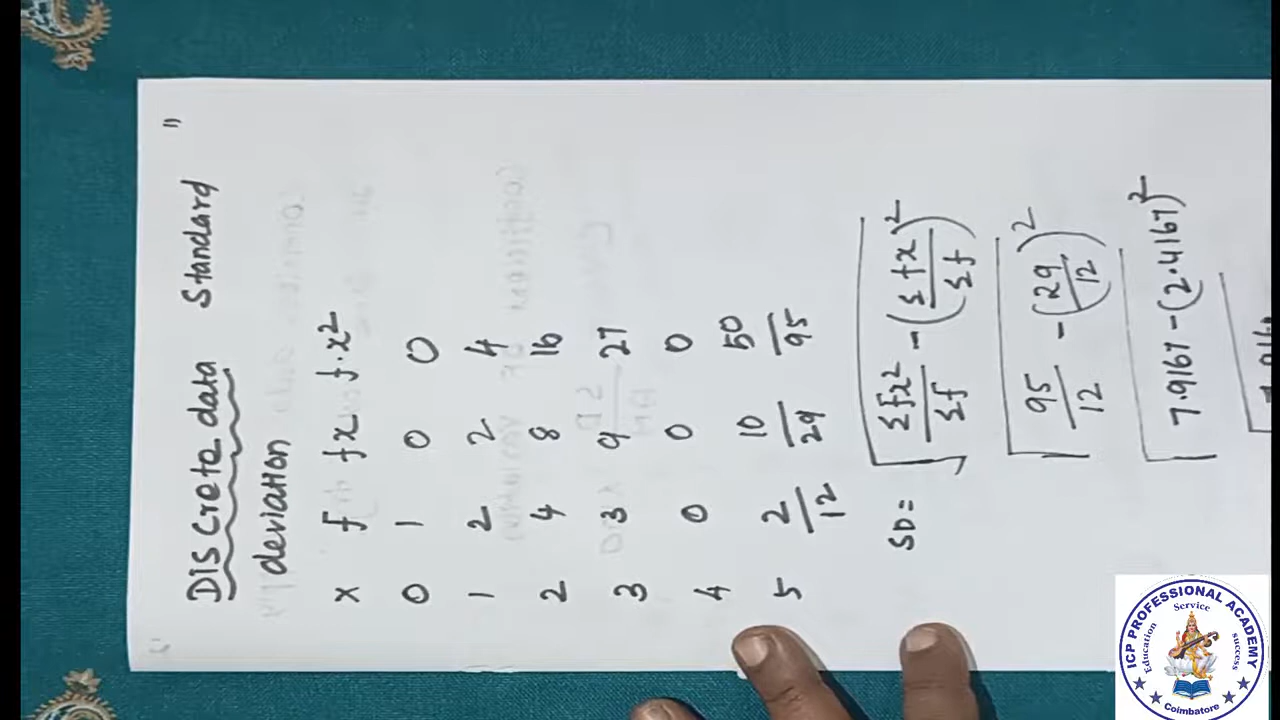 Discrete data Standard "
deviation
x f fx f·x²
0 1 0 0
1 2 2 4
2 4 8 16
3 3 9 27
4 0 0 0
5 2 10 50
12 29 95
SD = √ Σfx²/Σf - (Σfx/Σf)²
√ 95/12 - (29/12)²
√ 7.9167 - (2.4167)²
ICP PROFESSIONAL ACADEMY
Service
Education
success
Coimbatore